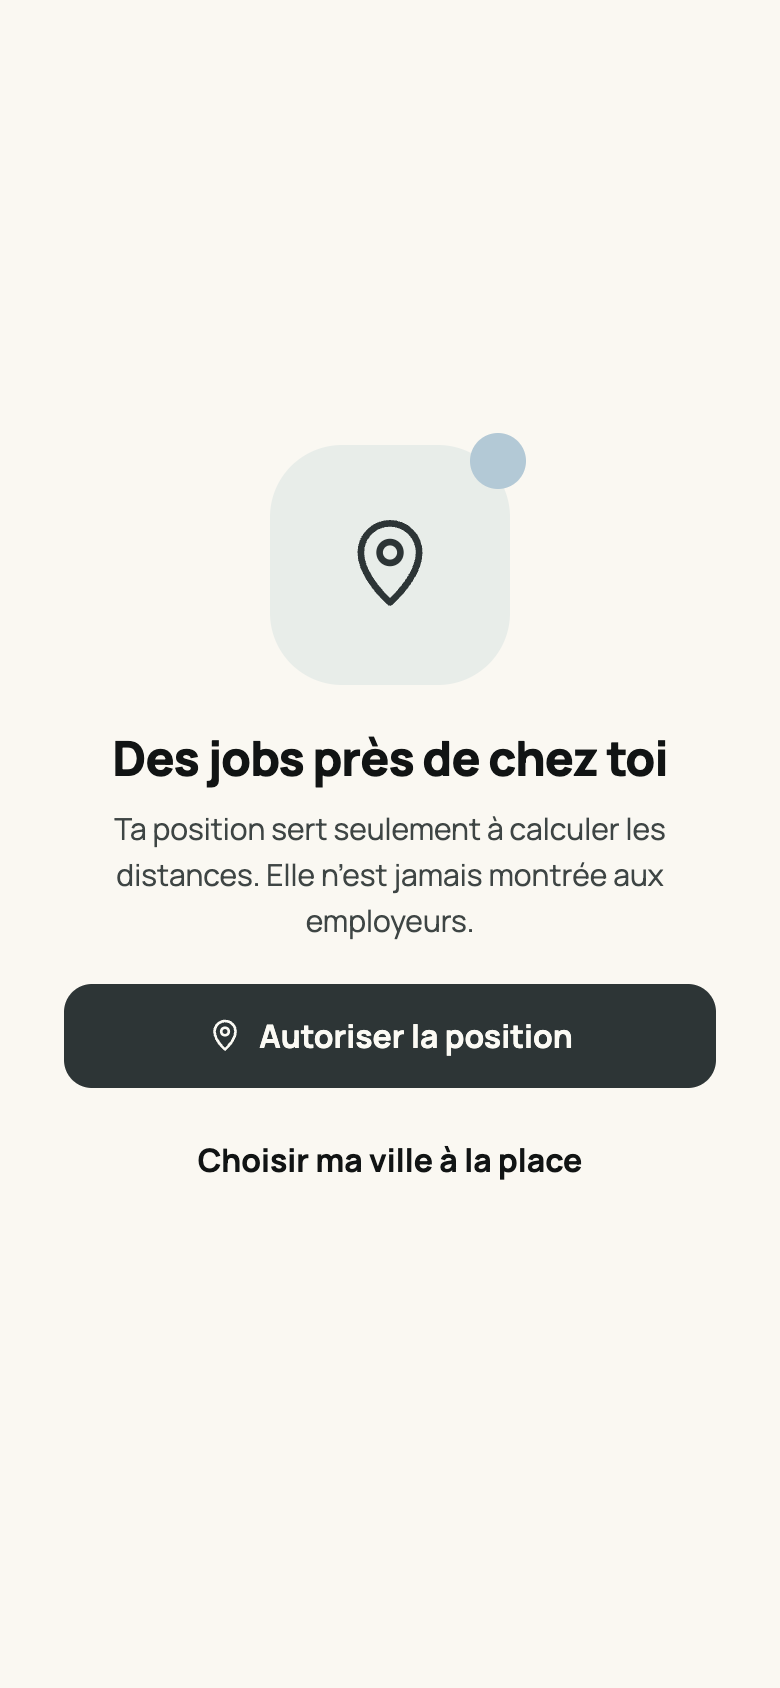 Des jobs près de chez toi
Ta position sert seulement à calculer les
distances. Elle n’est jamais montrée aux
employeurs.
Autoriser la position
Choisir ma ville à la place